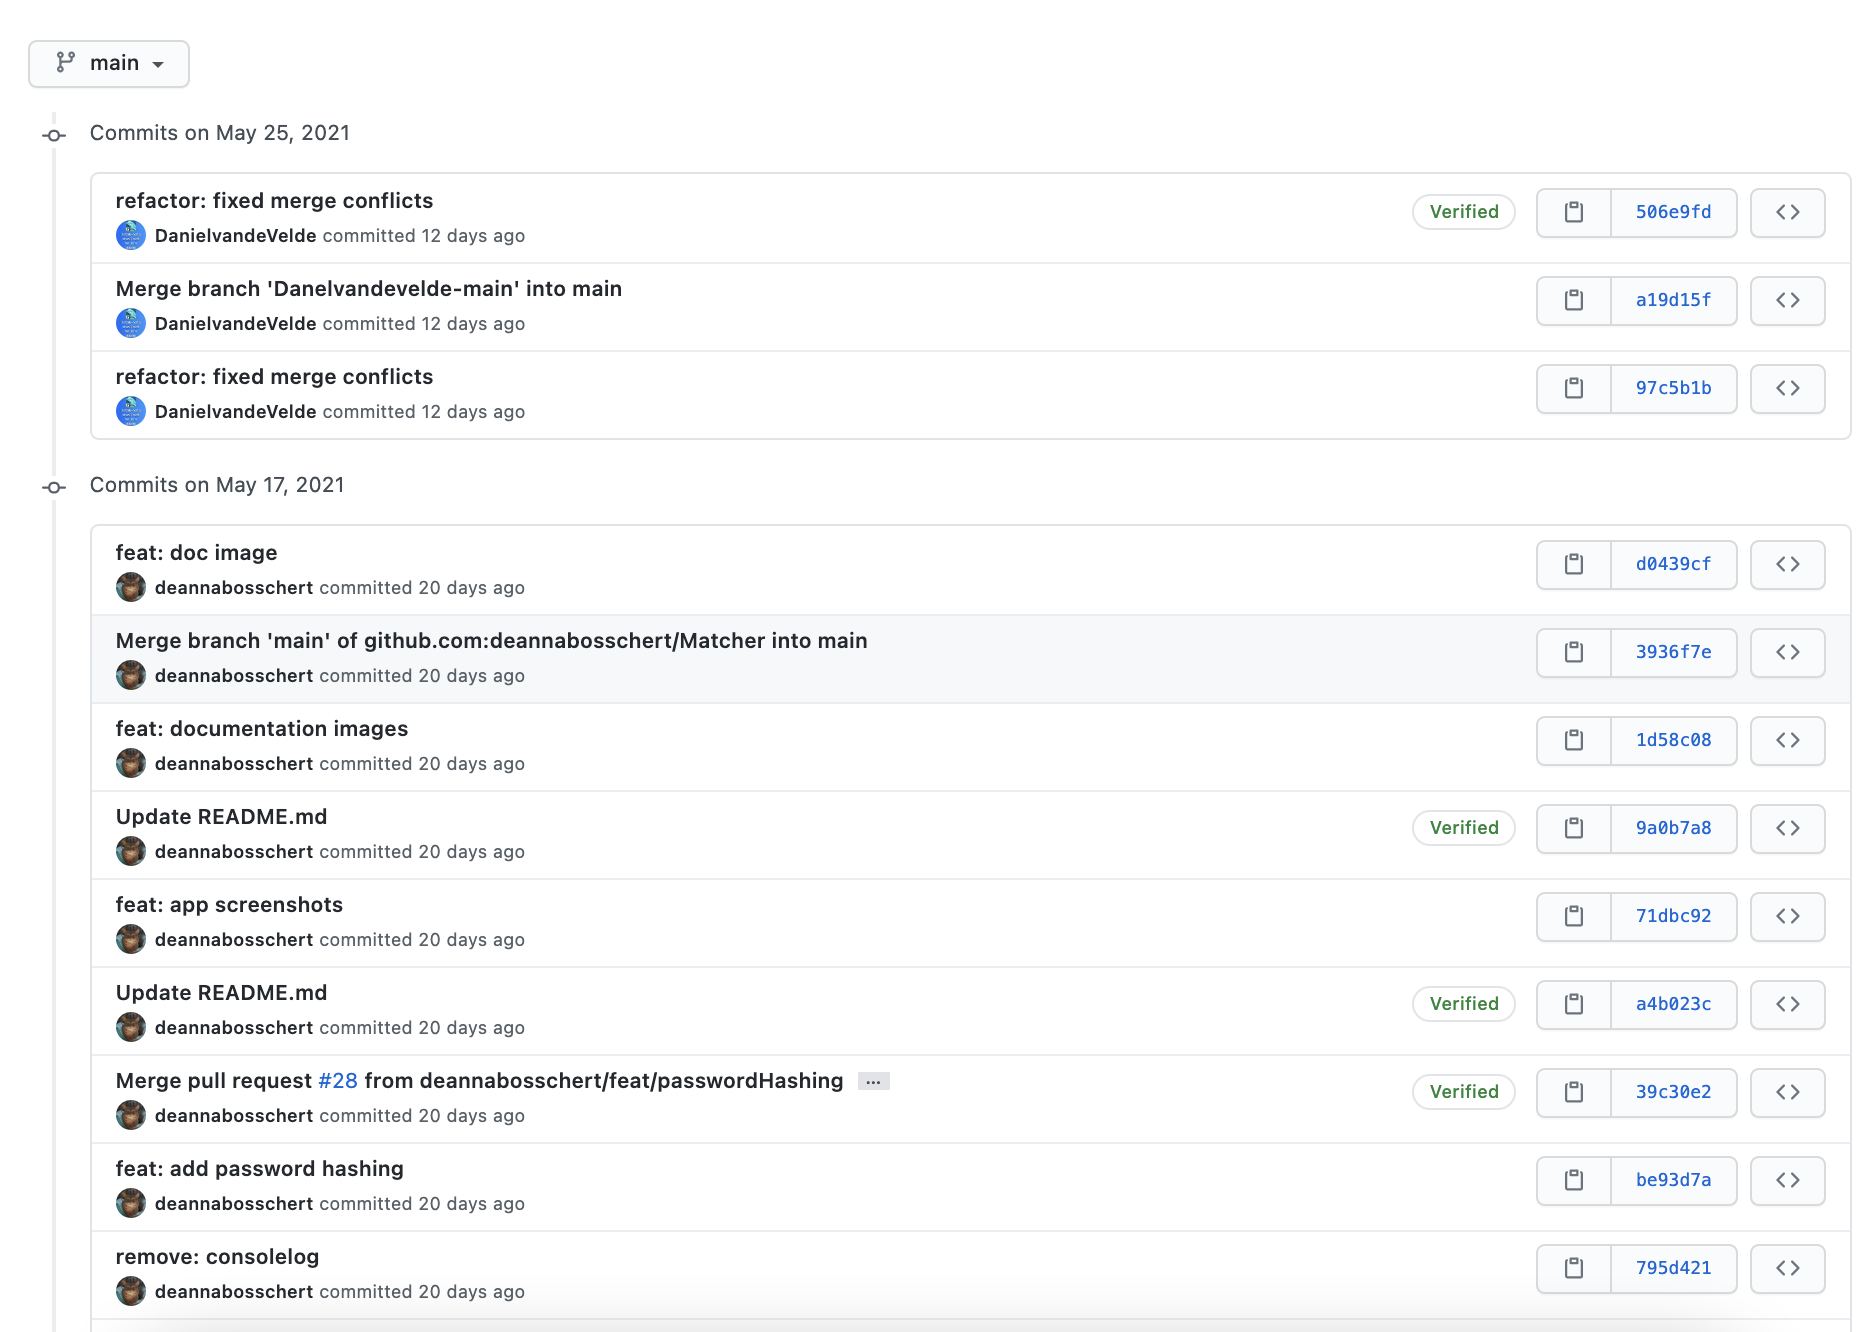 main
Commits on May 25, 2021
refactor: fixed merge conflicts
Verified
506e9fd
DanielvandeVelde committed 12 days ago
Merge branch 'Danelvandevelde-main' into main
a19d15f
DanielvandeVelde committed 12 days ago
refactor: fixed merge conflicts
97c5b1b
DanielvandeVelde committed 12 days ago
Commits on May 17, 2021
feat: doc image
d0439cf
deannabosschert committed 20 days ago
Merge branch 'main' of github.com:deannabosschert/Matcher into main
3936f7e
deannabosschert committed 20 days ago
feat: documentation images
1d58c08
deannabosschert committed 20 days ago
Update README.md
Verified
9a0b7a8
deannabosschert committed 20 days ago
feat: app screenshots
71dbc92
deannabosschert committed 20 days ago
Update README.md
Verified
a4b023c
deannabosschert committed 20 days ago
Merge pull request #28 from deannabosschert/feat/passwordHashing …
Verified
39c30e2
deannabosschert committed 20 days ago
feat: add password hashing
be93d7a
deannabosschert committed 20 days ago
remove: consolelog
795d421
deannabosschert committed 20 days ago